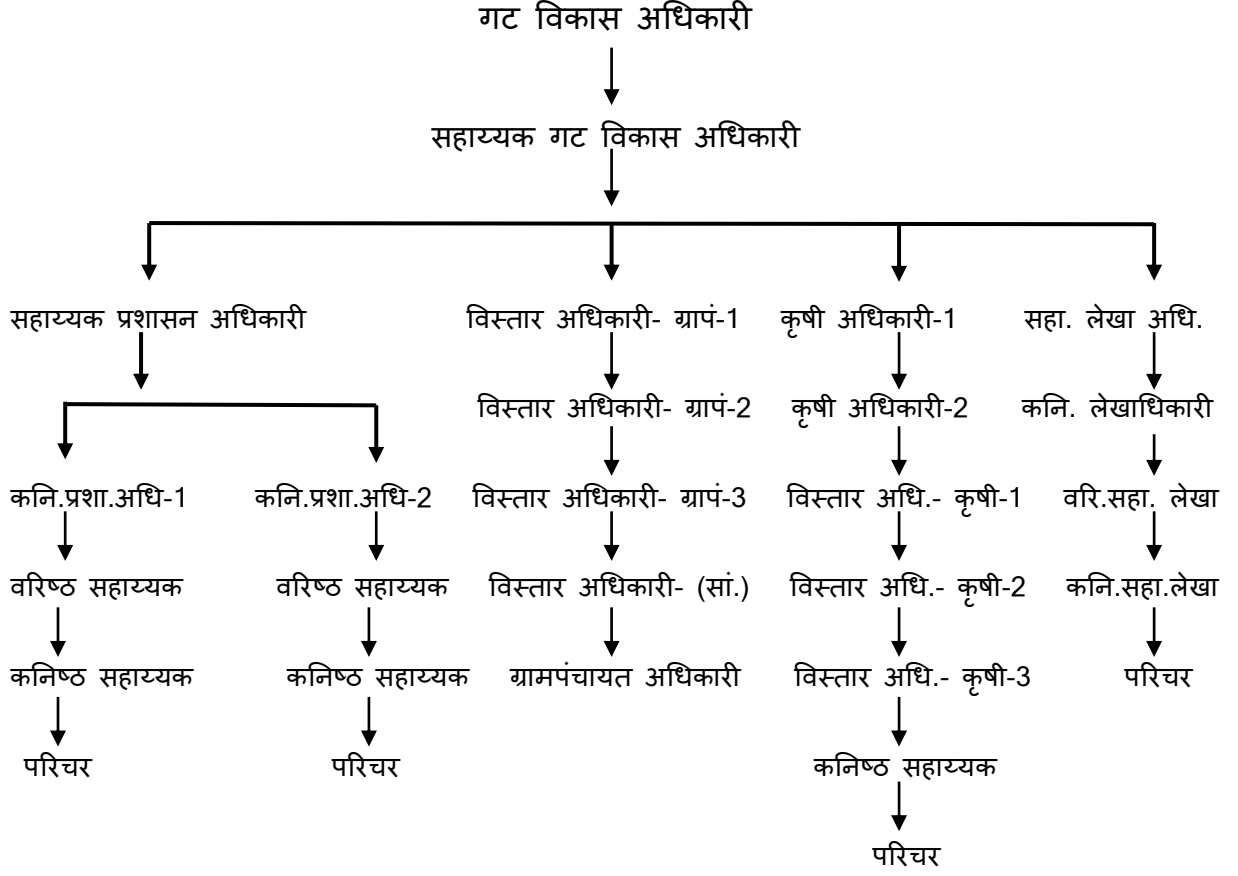 गट विकास अधिकारी
सहाय्यक गट विकास अधिकारी
सहाय्यक प्रशासन अधिकारी विस्तार अधिकारी- ग्रापं-1 कृषी अधिकारी-1 सहा. लेखा अधि.
विस्तार अधिकारी- ग्रापं-2 कृषी अधिकारी-2 कनि. लेखाधिकारी
कनि.प्रशा.अधि-1 कनि.प्रशा.अधि-2 विस्तार अधिकारी- ग्रापं-3 विस्तार अधि.- कृषी-1 वरि.सहा. लेखा
वरिष्ठ सहाय्यक वरिष्ठ सहाय्यक विस्तार अधिकारी- (सां.) विस्तार अधि.- कृषी-2 कनि.सहा.लेखा
कनिष्ठ सहाय्यक कनिष्ठ सहाय्यक ग्रामपंचायत अधिकारी विस्तार अधि.- कृषी-3 परिचर
परिचर परिचर कनिष्ठ सहाय्यक
परिचर